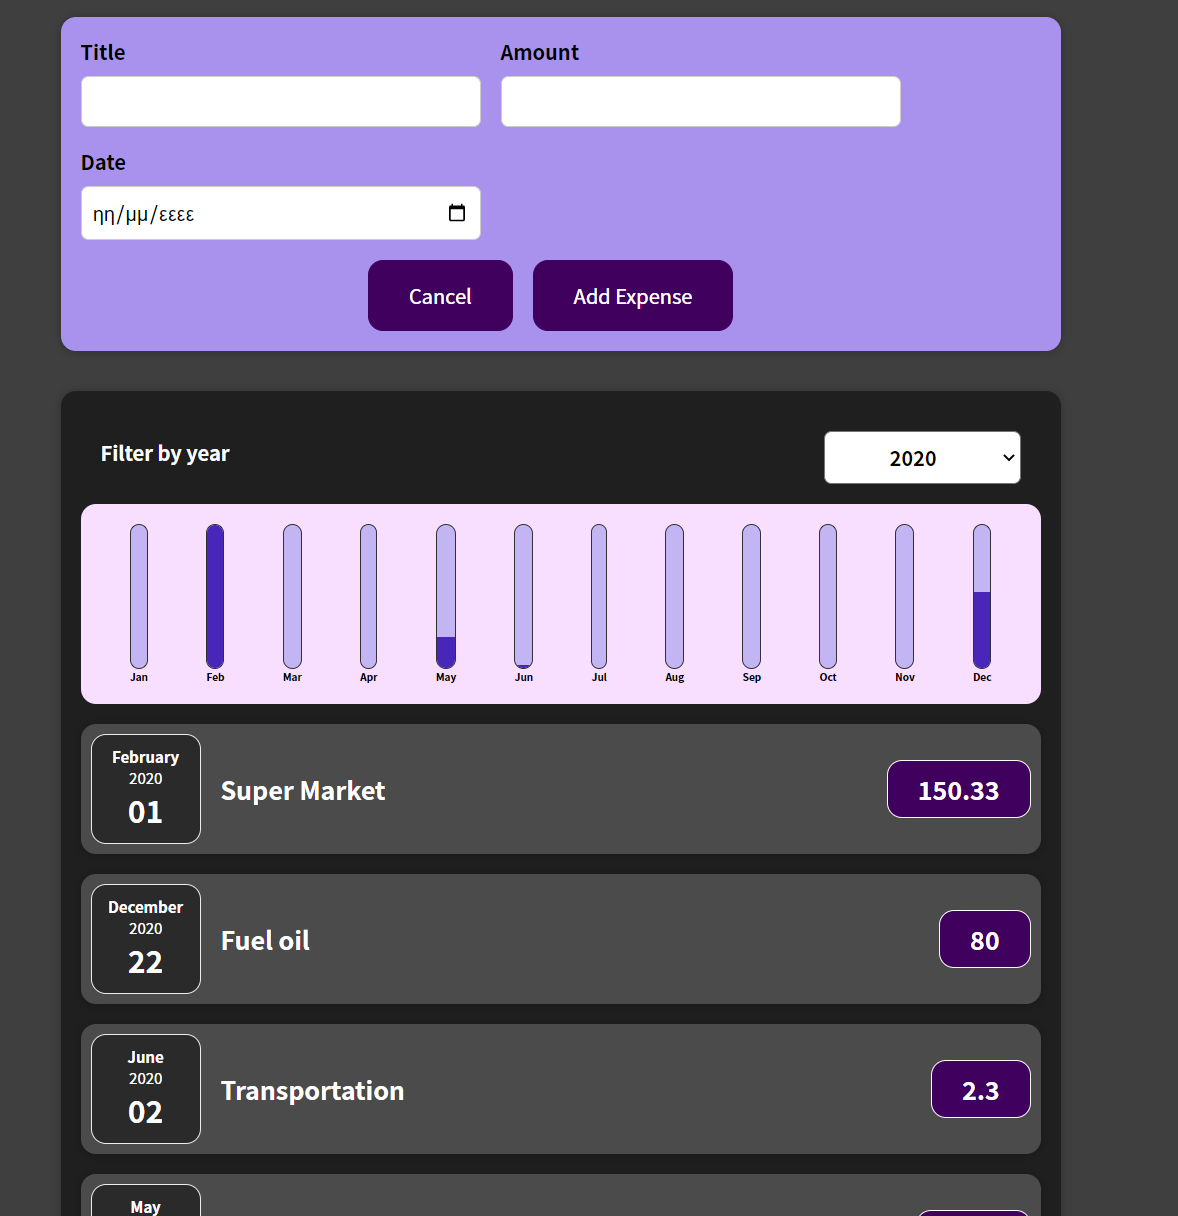 Title
Amount
Date
ηη/μμ/εεεε
Cancel
Add Expense
Filter by year
2020
Jan Feb Mar Apr May Jun Jul Aug Sep Oct Nov Dec
February
2020
01
Super Market
150.33
December
2020
22
Fuel oil
80
June
2020
02
Transportation
2.3
May